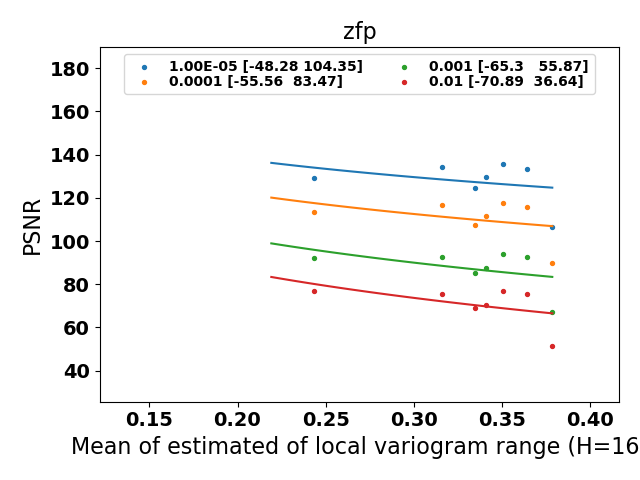 zfp
1.00E-05 [-48.28 104.35]
0.0001 [-55.56  83.47]
0.001 [-65.3   55.87]
0.01 [-70.89  36.64]
180
160
140
120
100
80
60
40
PSNR
0.15 0.20 0.25 0.30 0.35 0.40
Mean of estimated of local variogram range (H=16